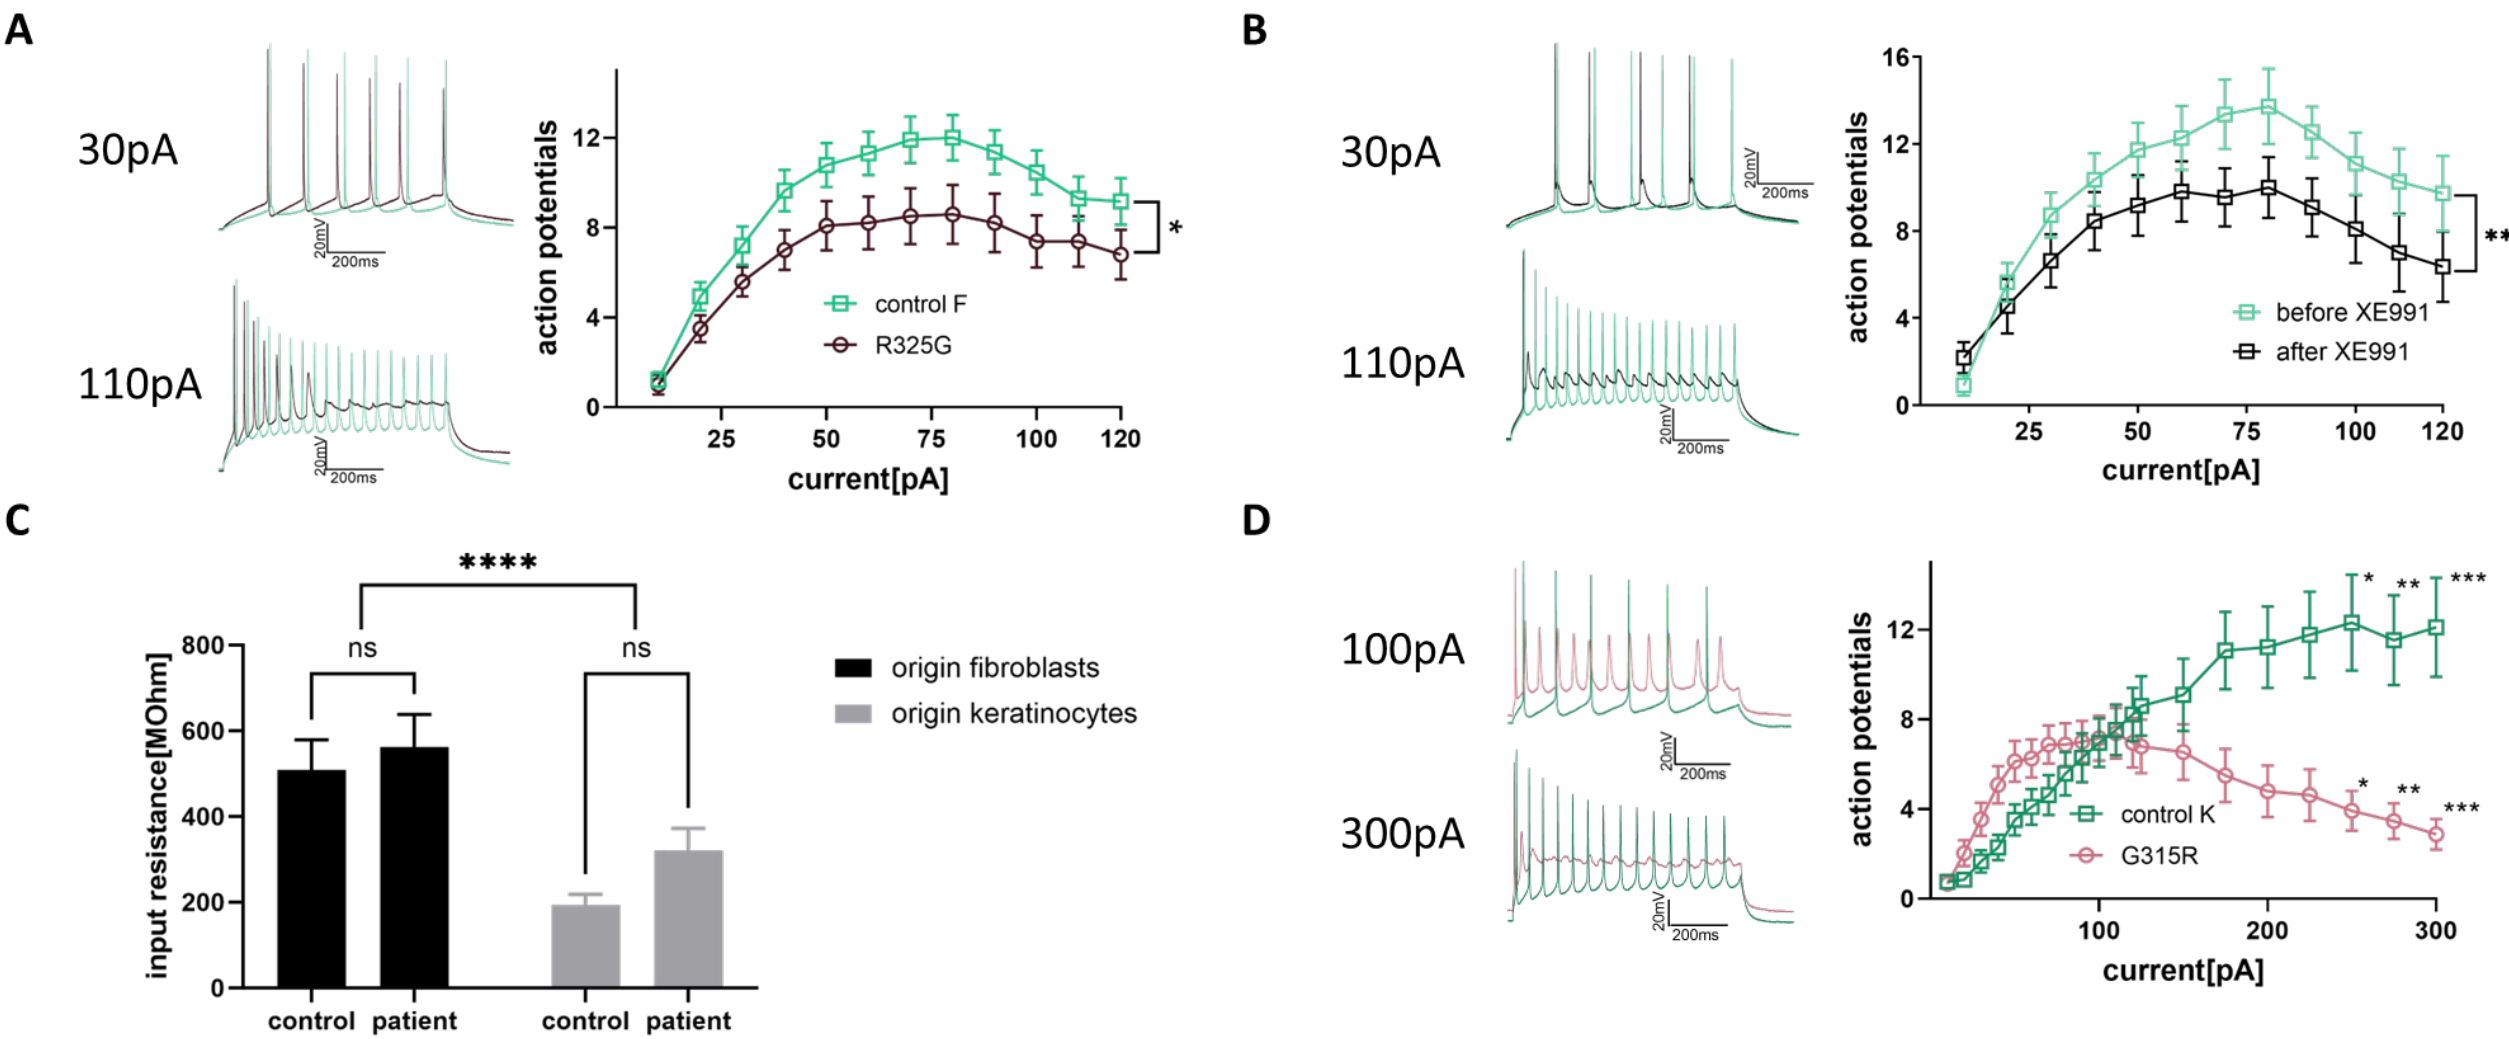 A
30pA
20mV
200ms
110pA
20mV
200ms
action potentials
12
8
4
0
25
50
75
100
120
current[pA]
control F
R325G
*
B
30pA
20mV
200ms
110pA
20mV
200ms
action potentials
16
12
8
4
0
25
50
75
100
120
current[pA]
before XE991
after XE991
**
C
****
ns
ns
input resistance[MOhm]
800
600
400
200
0
control
patient
control
patient
origin fibroblasts
origin keratinocytes
D
100pA
20mV
200ms
300pA
20mV
200ms
action potentials
12
8
4
0
100
200
300
current[pA]
control K
G315R
*
**
***
*
**
***